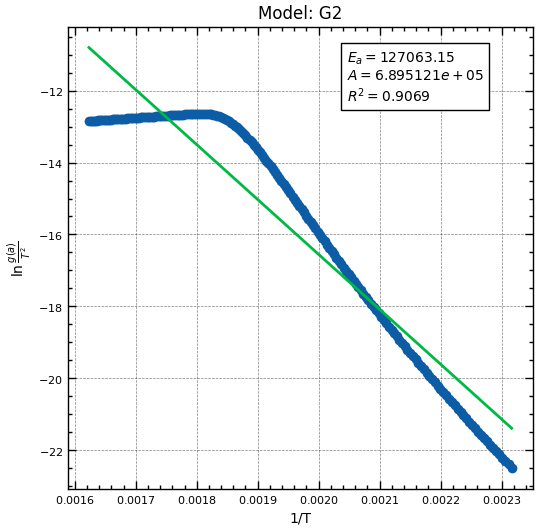 Model: G2
E_a = 127063.15
A = 6.895121e + 05
R^2 = 0.9069
−12
−14
−16
−18
−20
−22
ln g(a)/T^2
0.0016 0.0017 0.0018 0.0019 0.0020 0.0021 0.0022 0.0023
1/T